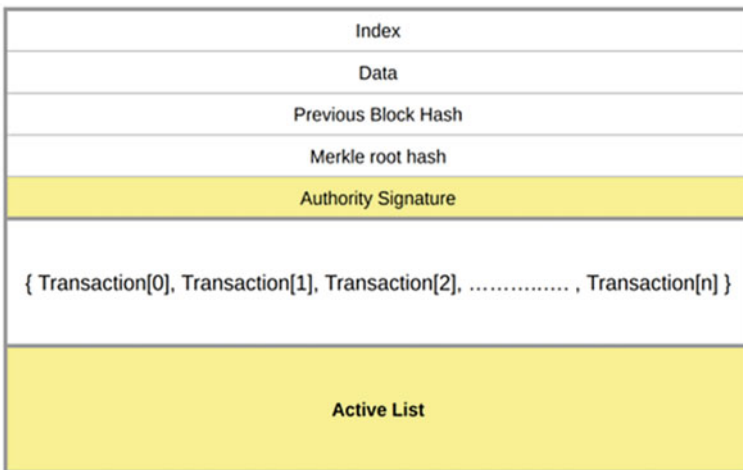 Index
Data
Previous Block Hash
Merkle root hash
Authority Signature
{ Transaction[0], Transaction[1], Transaction[2], ………..…. , Transaction[n] }
Active List